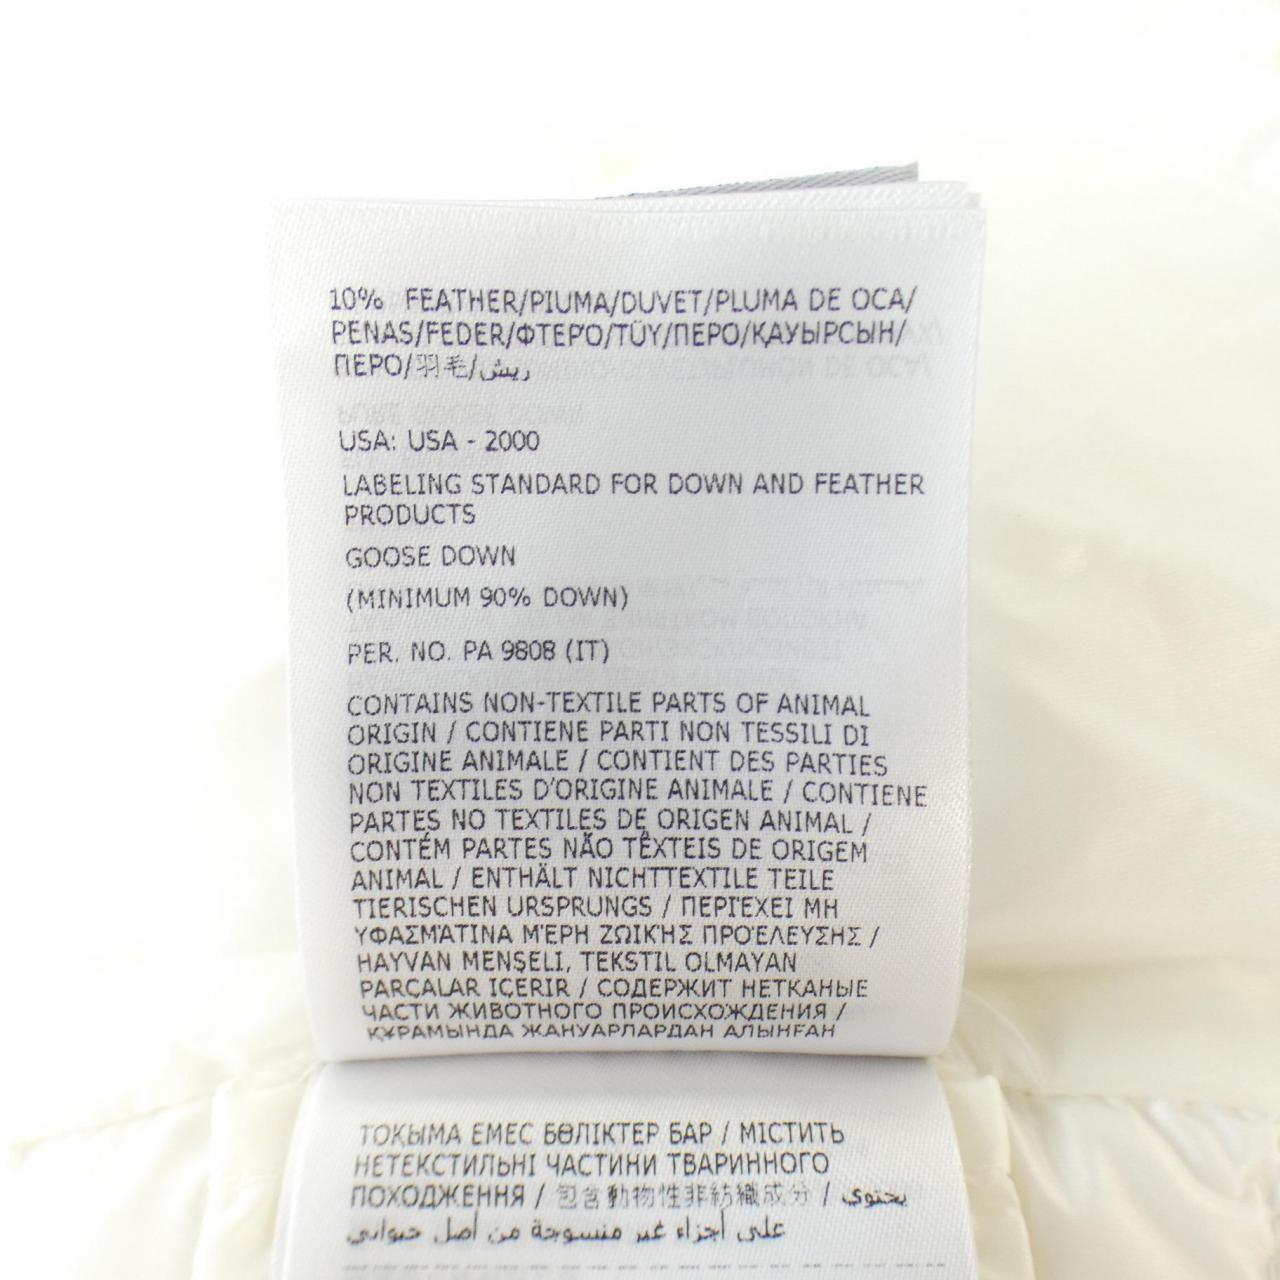 10% FEATHER/PIUMA/DUVET/PLUMA DE OCA/
PENAS/FEDER/ΦΤΕΡΌ/TÜY/ПЕРО/ҚАУЫРСЫН/
ПЕРО/羽毛/ريش
USA: USA - 2000
LABELING STANDARD FOR DOWN AND FEATHER
PRODUCTS
GOOSE DOWN
(MINIMUM 90% DOWN)
PER. NO. PA 9808 (IT)
CONTAINS NON-TEXTILE PARTS OF ANIMAL
ORIGIN / CONTIENE PARTI NON TESSILI DI
ORIGINE ANIMALE / CONTIENT DES PARTIES
NON TEXTILES D'ORIGINE ANIMALE / CONTIENE
PARTES NO TEXTILES DE ORIGEN ANIMAL /
CONTÉM PARTES NÃO TÊXTEIS DE ORIGEM
ANIMAL / ENTHÄLT NICHTTEXTILE TEILE
TIERISCHEN URSPRUNGS / ΠΕΡΙΈΧΕΙ ΜΗ
ΥΦΑΣΜΆΤΙΝΑ ΜΈΡΗ ΖΩΙΚΉΣ ΠΡΟΈΛΕΥΣΗΣ /
HAYVAN MENŞELİ, TEKSTIL OLMAYAN
PARÇALAR IÇERIR / СОДЕРЖИТ НЕТКАНЫЕ
ЧАСТИ ЖИВОТНОГО ПРОИСХОЖДЕНИЯ /
ҚҰРАМЫНДА ЖАНУАРЛАРДАН АЛЫНҒАН
ТОҚЫМА ЕМЕС БӨЛІКТЕР БАР / МІСТИТЬ
НЕТЕКСТИЛЬНІ ЧАСТИНИ ТВАРИННОГО
ПОХОДЖЕННЯ / 包含動物性非紡織成分 / يحتوي
على أجزاء غير منسوجة من أصل حيواني